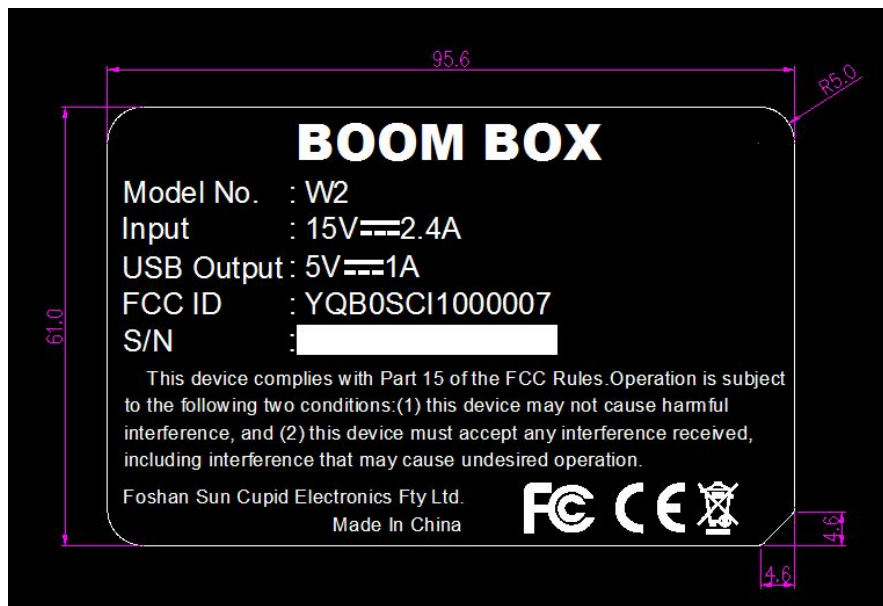 95.6
R5.0
BOOM BOX
Model No. : W2
Input : 15V⎓2.4A
USB Output : 5V⎓1A
FCC ID : YQB0SCI1000007
61.0
S/N :
This device complies with Part 15 of the FCC Rules.Operation is subject
to the following two conditions:(1) this device may not cause harmful
interference, and (2) this device must accept any interference received,
including interference that may cause undesired operation.
Foshan Sun Cupid Electronics Fty Ltd.
Made In China
FC CE
4.6
4.6